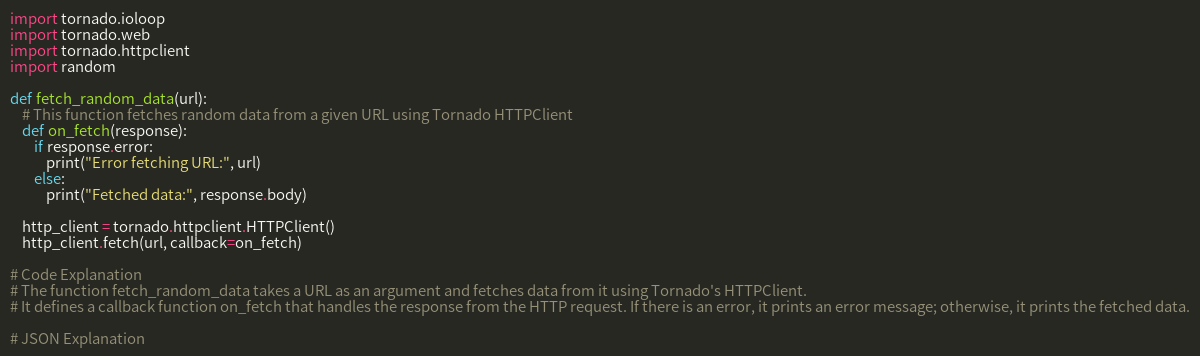 import tornado.ioloop
import tornado.web
import tornado.httpclient
import random

def fetch_random_data(url):
    # This function fetches random data from a given URL using Tornado HTTPClient
    def on_fetch(response):
        if response.error:
            print("Error fetching URL:", url)
        else:
            print("Fetched data:", response.body)

    http_client = tornado.httpclient.HTTPClient()
    http_client.fetch(url, callback=on_fetch)

# Code Explanation
# The function fetch_random_data takes a URL as an argument and fetches data from it using Tornado's HTTPClient.
# It defines a callback function on_fetch that handles the response from the HTTP request. If there is an error, it prints an error message; otherwise, it prints the fetched data.

# JSON Explanation